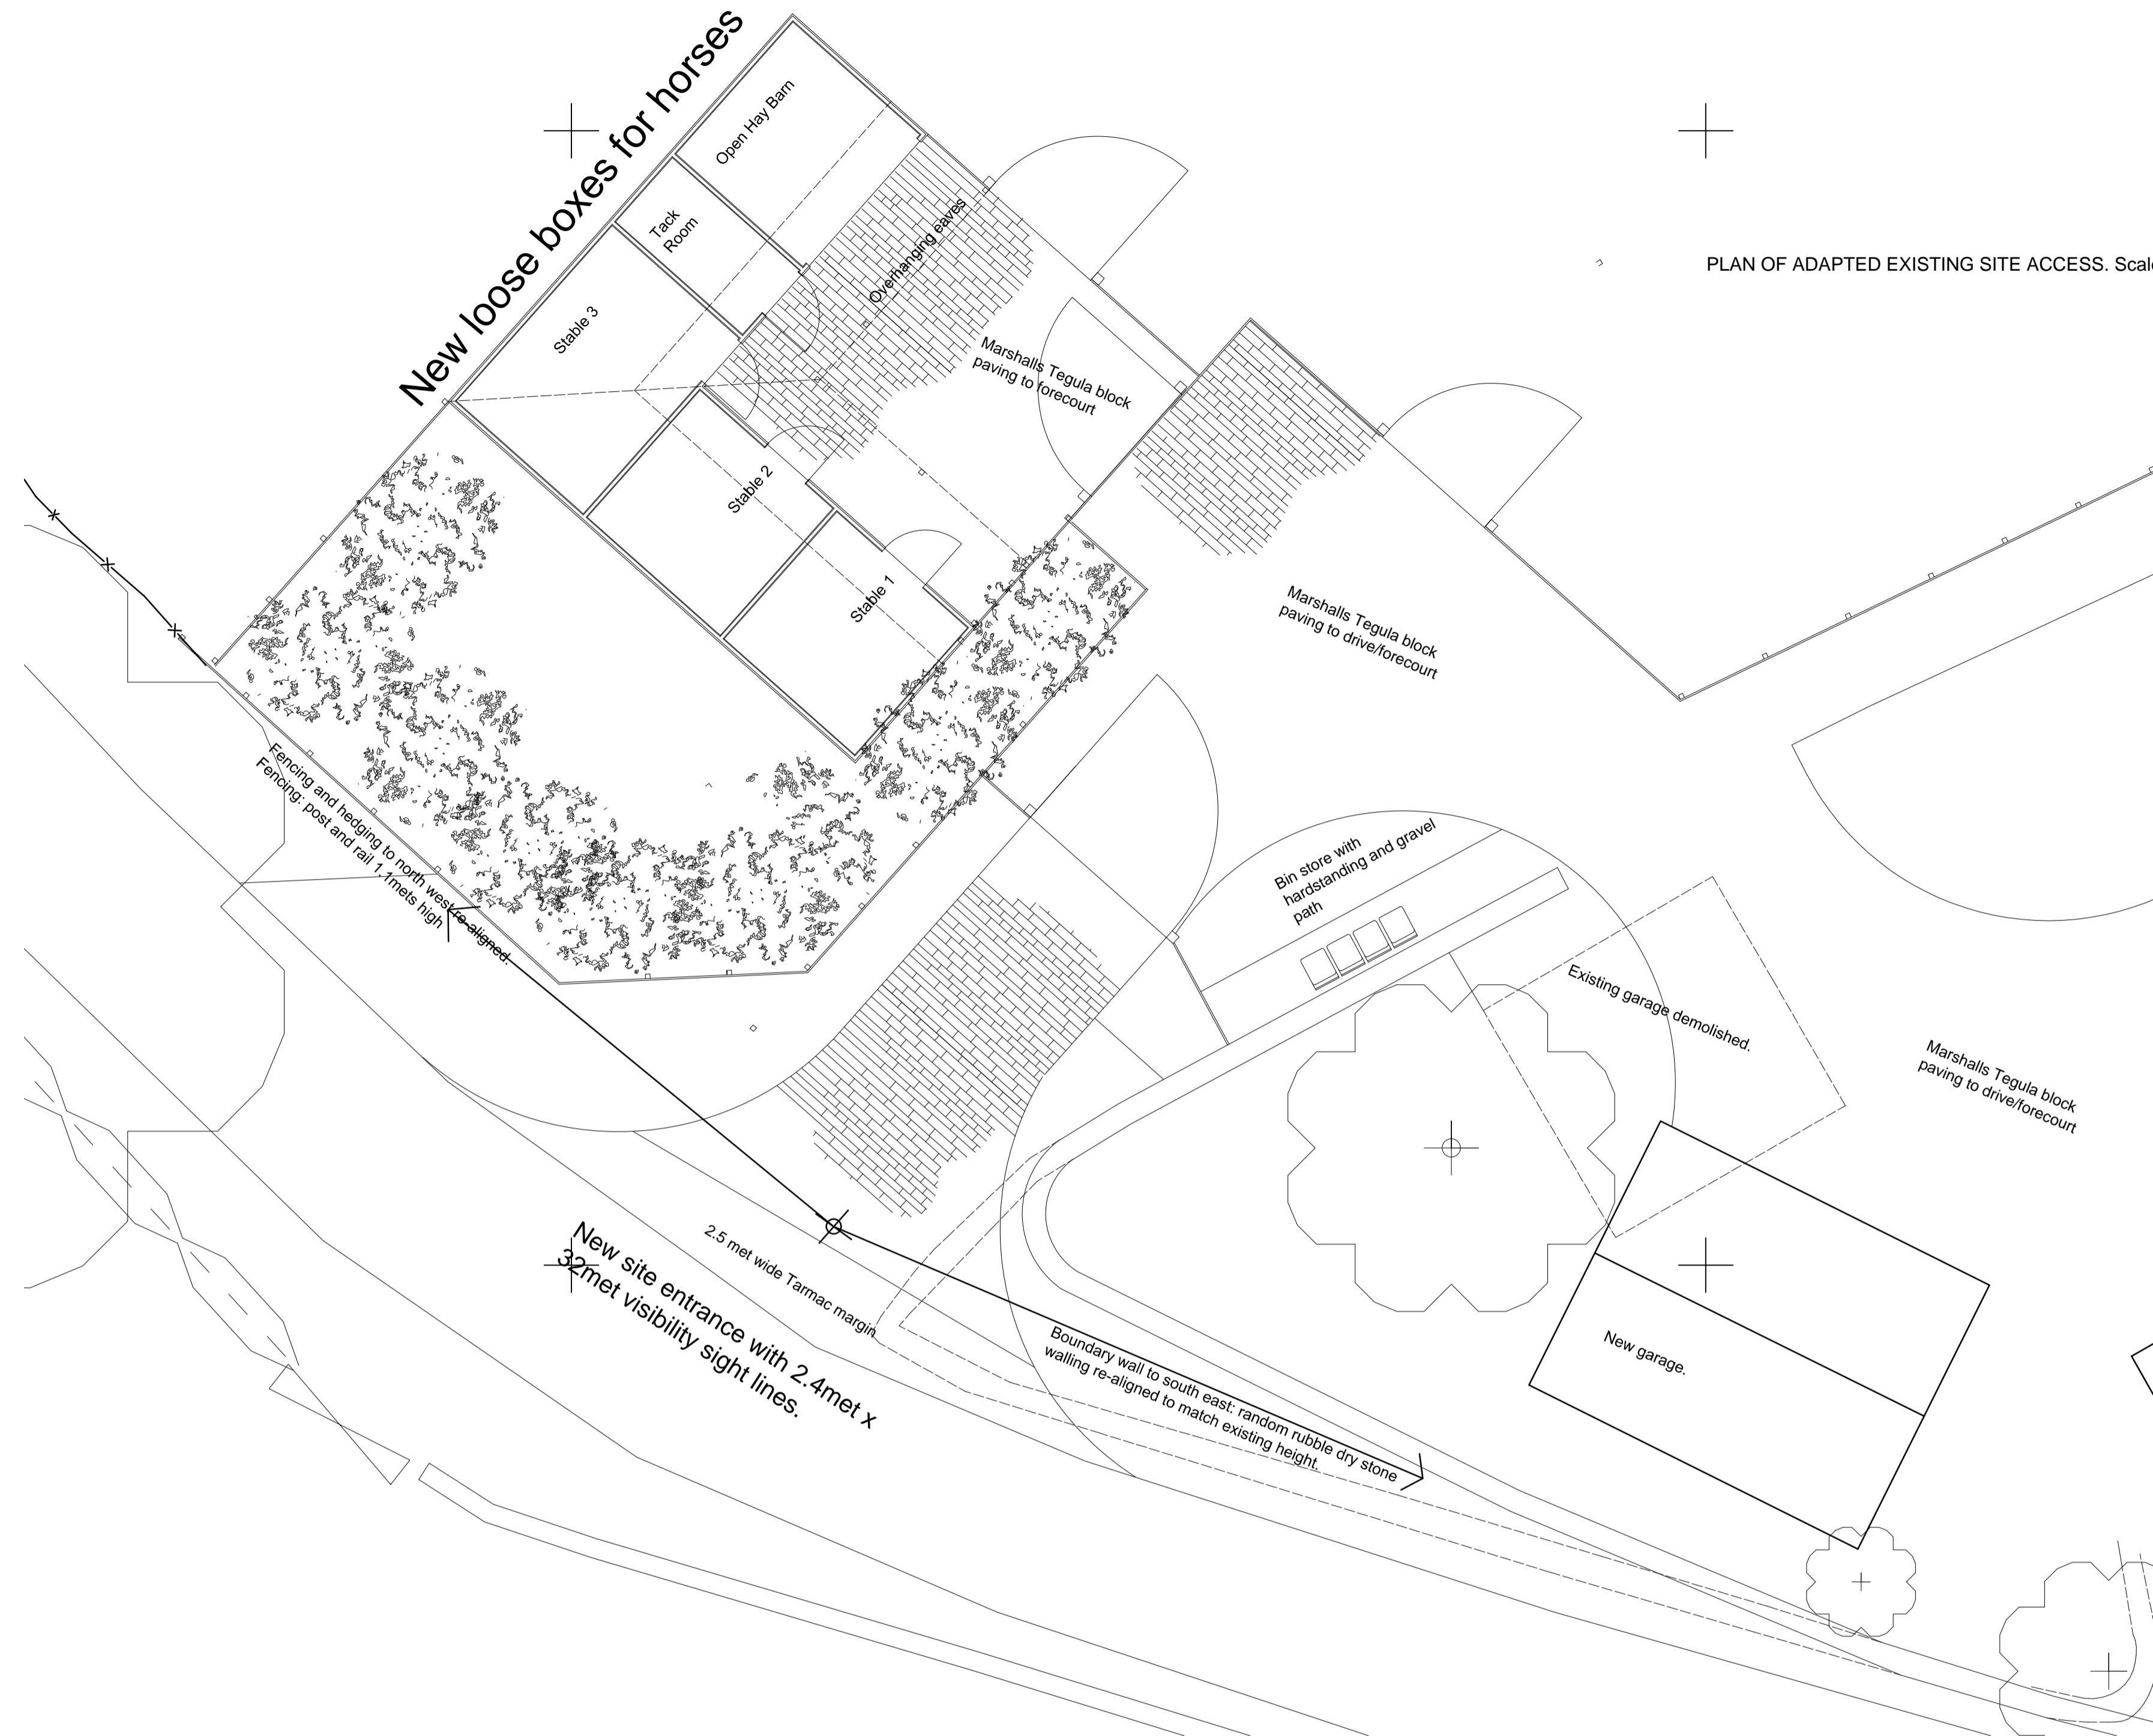 New loose boxes for horses
Open Hay Barn
Tack
Room
Stable 3
Overhanging eaves
PLAN OF ADAPTED EXISTING SITE ACCESS.
Marshalls Tegula block
paving to forecourt
Stable 2
Stable 1
Marshalls Tegula block
paving to drive/forecourt
Fencing and hedging to north west re-aligned.
Fencing: post and rail 1.1mets high
Bin store with
hardstanding and gravel
path
Existing garage demolished.
Marshalls Tegula block
paving to drive/forecourt
2.5 met wide Tarmac margin
New site entrance with 2.4met x
32met visibility sight lines.
Boundary wall to south east: random rubble dry stone
walling re-aligned to match existing height.
New garage.